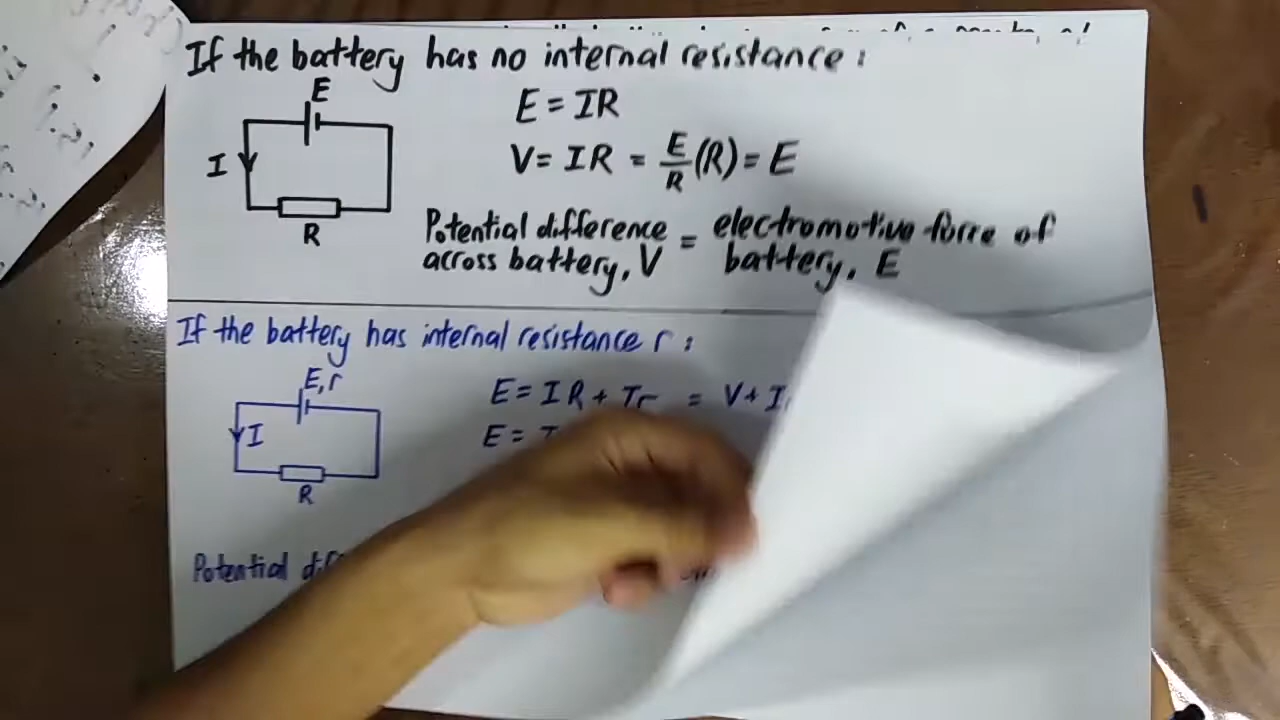 If the battery has no internal resistance :
E
I
R
E = IR
V = IR = E/R (R) = E
Potential difference across battery, V = electromotive force of battery, E
If the battery has internal resistance r :
E, r
I
R
E = IR + Ir = V + I
E =
Potential